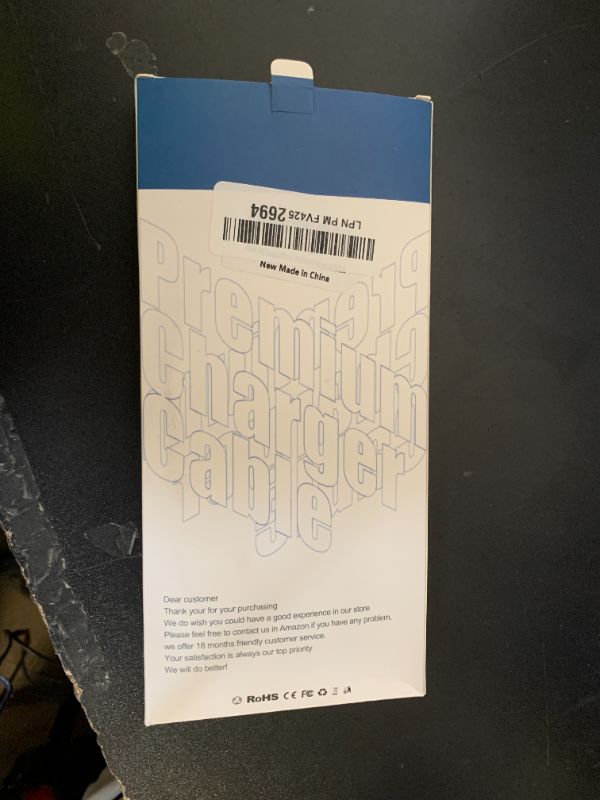 LPN PM FV4252694
New Made in China
Premium
Charger
Cable
Dear customer
Thank your for your purchasing
We do wish you could have a good experience in our store
Please feel free to contact us in Amazon if you have any problem,
we offer 18 months friendly customer service.
Your satisfaction is always our top priority
We will do better!
RoHS CE FC